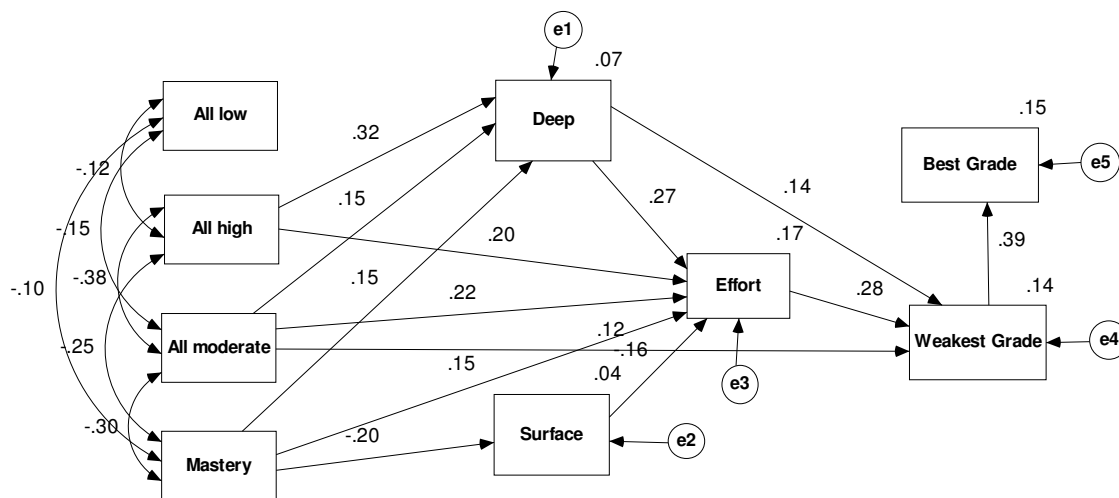 e1
.07
All low
Deep
.15
.32
Best Grade
e5
-.12
.14
.27
.15
All high
.20
.17
-.15
.39
-.38
.15
Effort
.28
.14
-.10
.22
All moderate
.12
Weakest Grade
e4
-.25
.15
-.16
.04
e3
-.30
-.20
Surface
e2
Mastery